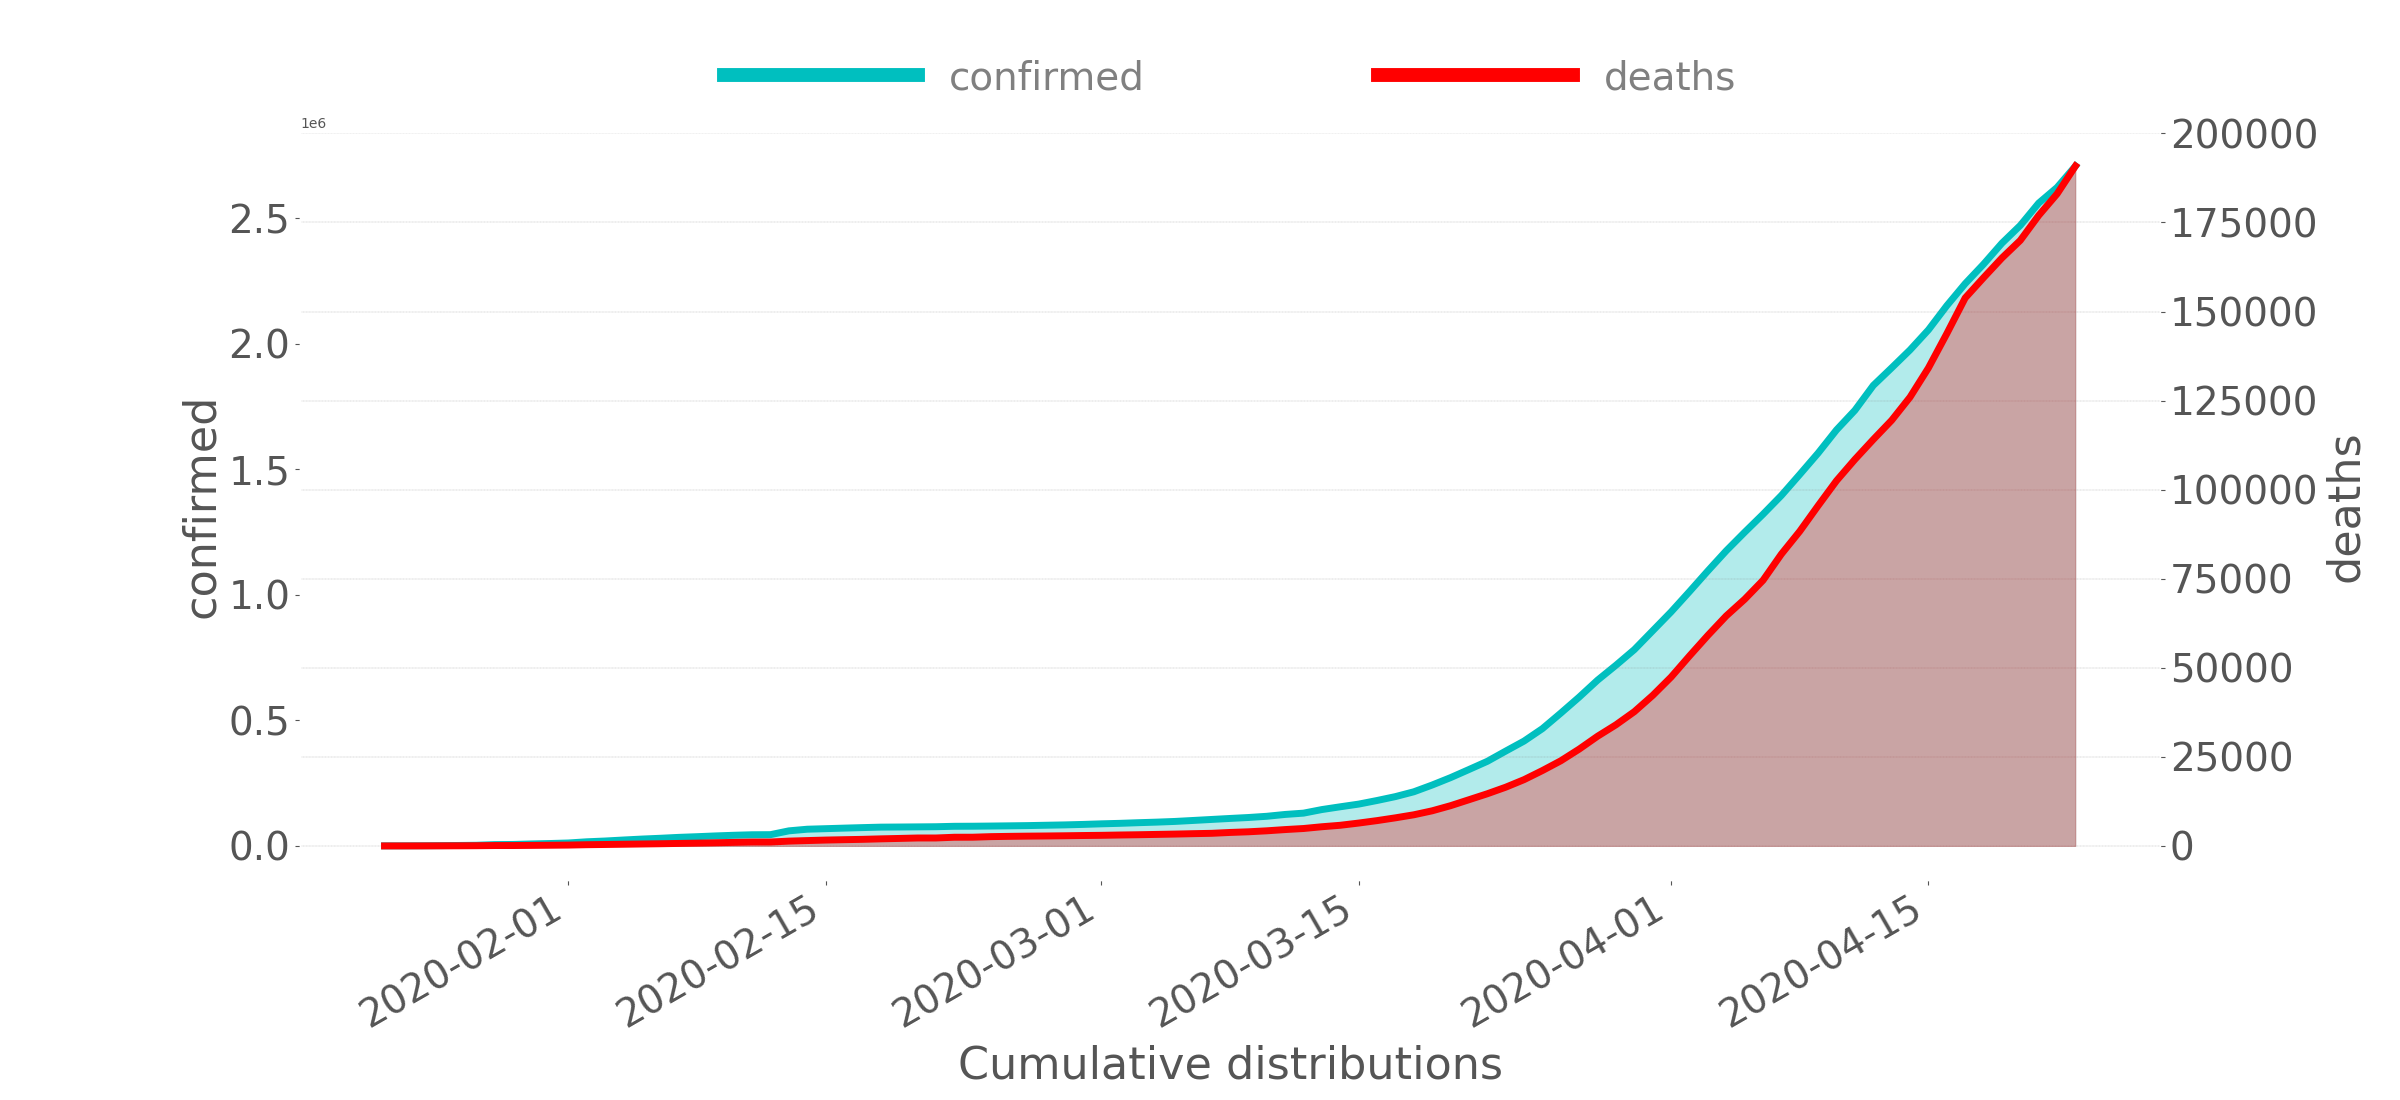 confirmed deaths
1e6
200000
2.5 175000
2.0 150000
1.5 125000
100000
1.0 75000
0.5 50000
25000
0.0 0
confirmed
deaths
2020-02-01 2020-02-15 2020-03-01 2020-03-15 2020-04-01 2020-04-15
Cumulative distributions